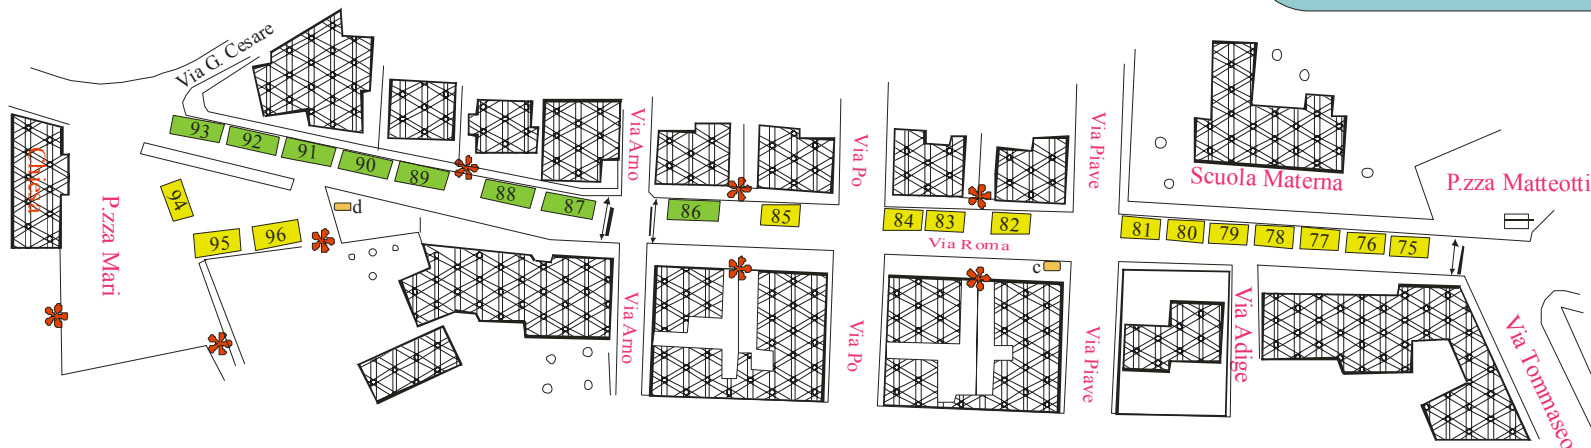 Via G. Cesare
Chiesa
P.zza Mari
93
92
91
90
89
88
87
86
85
84
83
82
81
80
79
78
77
76
75
94
95
96
d
c
Via Arno
Via Po
Via Piave
Scuola Materna
P.zza Matteotti
Via Roma
Via Arno
Via Po
Via Piave
Via Adige
Via Tommaseo